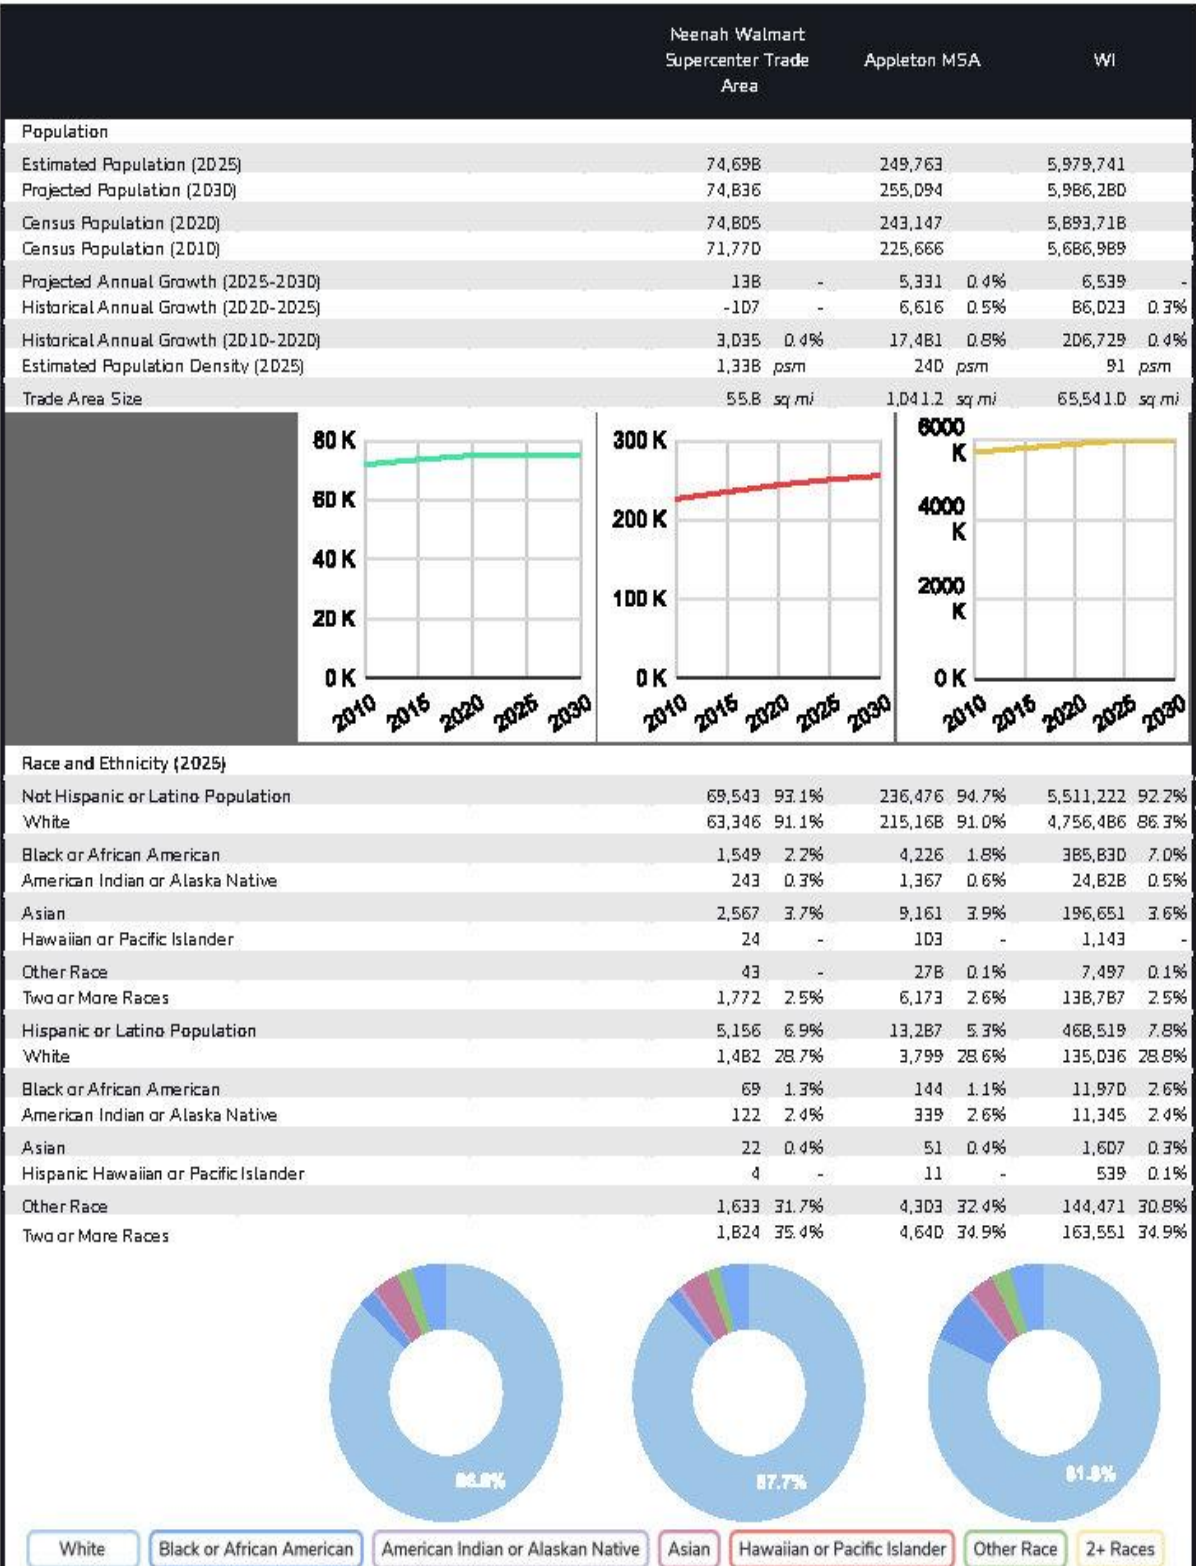 Neenah Walmart
Supercenter Trade
Area
Appleton MSA
WI
Population
Estimated Population (2025) 74,698 249,763 5,979,741
Projected Population (2030) 74,836 255,094 5,986,280
Census Population (2020) 74,805 243,147 5,893,718
Census Population (2010) 71,770 225,666 5,686,989
Projected Annual Growth (2025-2030) 138 - 5,331 0.4% 6,539 -
Historical Annual Growth (2020-2025) -107 - 6,616 0.5% 86,023 0.3%
Historical Annual Growth (2010-2020) 3,035 0.4% 17,481 0.8% 206,729 0.4%
Estimated Population Density (2025) 1,338 psm 240 psm 91 psm
Trade Area Size 55.8 sq mi 1,041.2 sq mi 65,541.0 sq mi
80 K
60 K
40 K
20 K
0 K
2010 2015 2020 2025 2030
300 K
200 K
100 K
0 K
2010 2015 2020 2025 2030
6000
K
4000
K
2000
K
0 K
2010 2015 2020 2025 2030
Race and Ethnicity (2025)
Not Hispanic or Latino Population 69,543 93.1% 236,476 94.7% 5,511,222 92.2%
White 63,346 91.1% 215,168 91.0% 4,756,486 86.3%
Black or African American 1,549 2.2% 4,226 1.8% 385,830 7.0%
American Indian or Alaska Native 243 0.3% 1,367 0.6% 24,828 0.5%
Asian 2,567 3.7% 9,161 3.9% 196,651 3.6%
Hawaiian or Pacific Islander 24 - 103 - 1,143 -
Other Race 43 - 278 0.1% 7,497 0.1%
Two or More Races 1,772 2.5% 6,173 2.6% 138,787 2.5%
Hispanic or Latino Population 5,156 6.9% 13,287 5.3% 468,519 7.8%
White 1,482 28.7% 3,799 28.6% 135,036 28.8%
Black or African American 69 1.3% 144 1.1% 11,970 2.6%
American Indian or Alaska Native 122 2.4% 339 2.6% 11,345 2.4%
Asian 22 0.4% 51 0.4% 1,607 0.3%
Hispanic Hawaiian or Pacific Islander 4 - 11 - 539 0.1%
Other Race 1,633 31.7% 4,303 32.4% 144,471 30.8%
Two or More Races 1,824 35.4% 4,640 34.9% 163,551 34.9%
86.8% 87.7% 81.8%
White Black or African American American Indian or Alaskan Native Asian Hawaiian or Pacific Islander Other Race 2+ Races